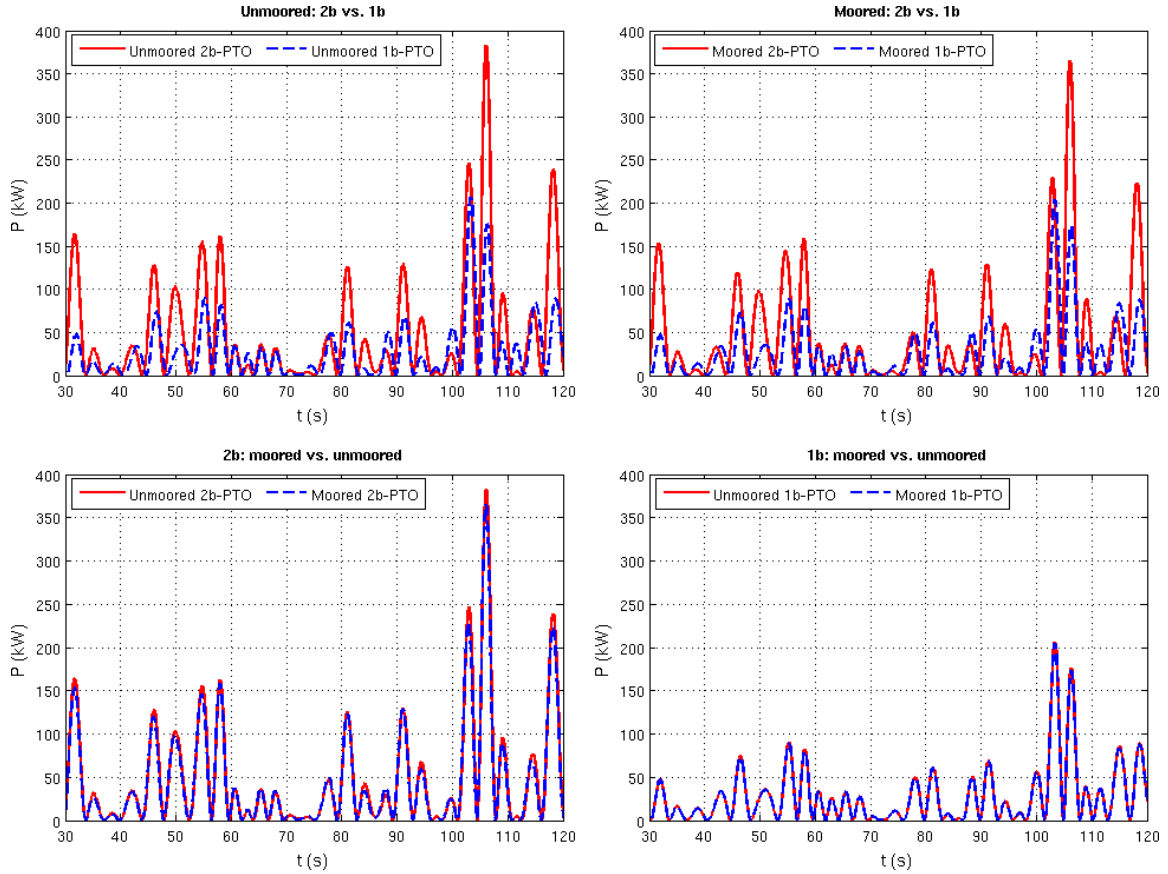 Unmoored: 2b vs. 1b
Unmoored 2b-PTO
Unmoored 1b-PTO
P (kW)
400
350
300
250
200
150
100
50
0
30 40 50 60 70 80 90 100 110 120
t (s)
Moored: 2b vs. 1b
Moored 2b-PTO
Moored 1b-PTO
P (kW)
400
350
300
250
200
150
100
50
0
30 40 50 60 70 80 90 100 110 120
t (s)
2b: moored vs. unmoored
Unmoored 2b-PTO
Moored 2b-PTO
P (kW)
400
350
300
250
200
150
100
50
0
30 40 50 60 70 80 90 100 110 120
t (s)
1b: moored vs. unmoored
Unmoored 1b-PTO
Moored 1b-PTO
P (kW)
400
350
300
250
200
150
100
50
0
30 40 50 60 70 80 90 100 110 120
t (s)